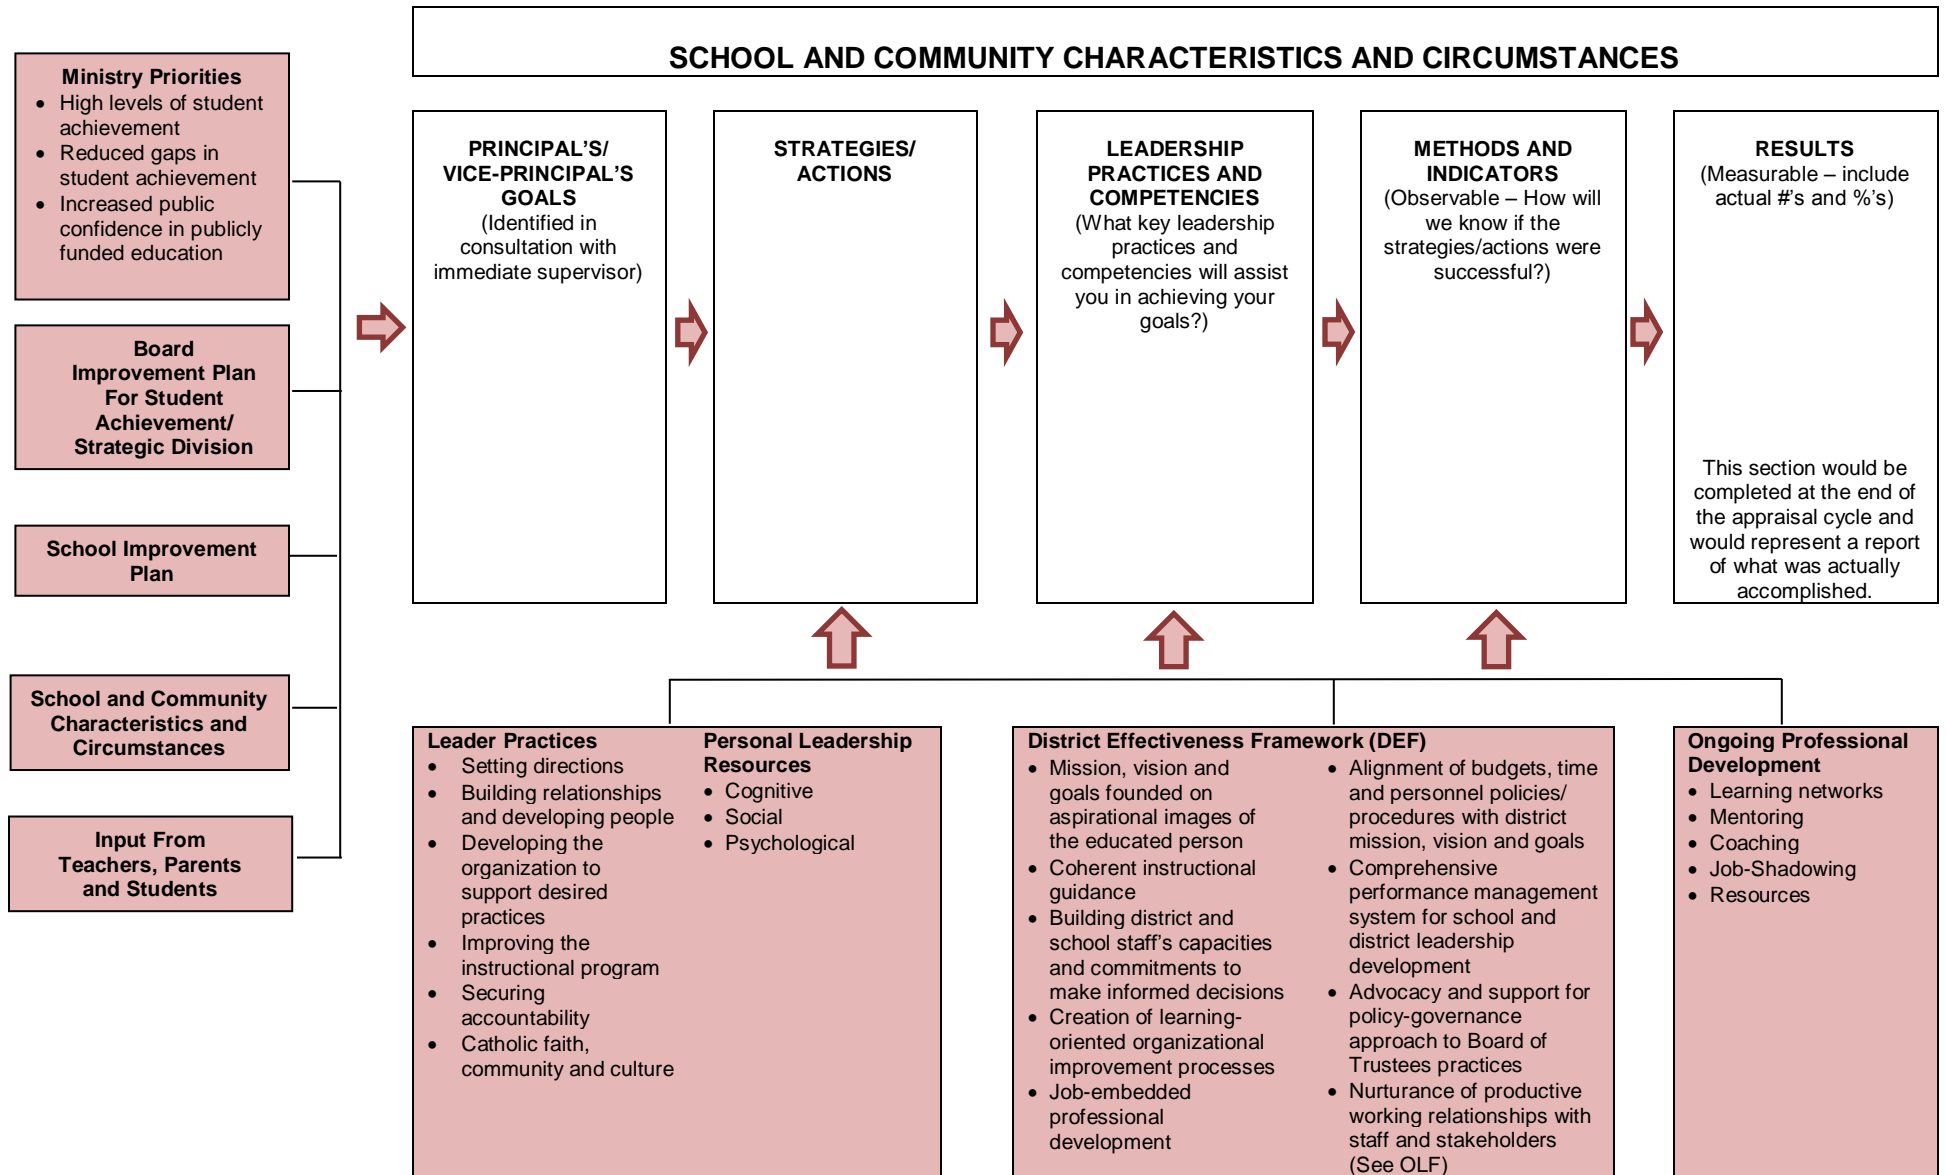 SCHOOL AND COMMUNITY CHARACTERISTICS AND CIRCUMSTANCES
Ministry Priorities
• High levels of student
achievement
• Reduced gaps in
student achievement
• Increased public
confidence in publicly
funded education
Board
Improvement Plan
For Student
Achievement/
Strategic Division
School Improvement
Plan
School and Community
Characteristics and
Circumstances
Input From
Teachers, Parents
and Students
PRINCIPAL'S/
VICE-PRINCIPAL'S
GOALS
(Identified in
consultation with
immediate supervisor)
STRATEGIES/
ACTIONS
LEADERSHIP
PRACTICES AND
COMPETENCIES
(What key leadership
practices and
competencies will assist
you in achieving your
goals?)
METHODS AND
INDICATORS
(Observable – How will
we know if the
strategies/actions were
successful?)
RESULTS
(Measurable – include
actual #'s and %'s)
This section would be
completed at the end of
the appraisal cycle and
would represent a report
of what was actually
accomplished.
Leader Practices
• Setting directions
• Building relationships
and developing people
• Developing the
organization to
support desired
practices
• Improving the
instructional program
• Securing
accountability
• Catholic faith,
community and culture
Personal Leadership
Resources
• Cognitive
• Social
• Psychological
District Effectiveness Framework (DEF)
• Mission, vision and
goals founded on
aspirational images of
the educated person
• Coherent instructional
guidance
• Building district and
school staff's capacities
and commitments to
make informed decisions
• Creation of learning-
oriented organizational
improvement processes
• Job-embedded
professional
development
• Alignment of budgets, time
and personnel policies/
procedures with district
mission, vision and goals
• Comprehensive
performance management
system for school and
district leadership
development
• Advocacy and support for
policy-governance
approach to Board of
Trustees practices
• Nurturance of productive
working relationships with
staff and stakeholders
(See OLF)
Ongoing Professional
Development
• Learning networks
• Mentoring
• Coaching
• Job-Shadowing
• Resources